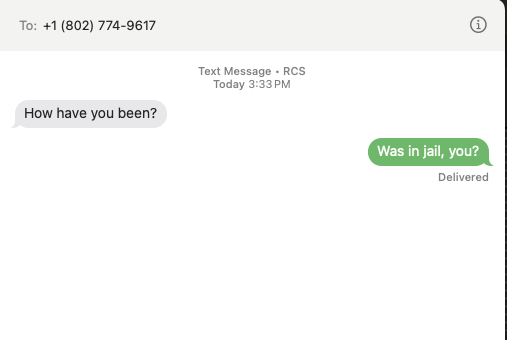 To: +1 (802) 774-9617
Text Message • RCS
Today 3:33 PM
How have you been?
Was in jail, you?
Delivered